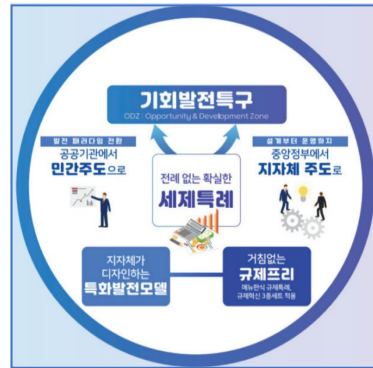 기회발전특구
ODZ : Opportunity & Development Zone
발전 패러다임 전환
공공기관에서
민간주도으로
설계부터 운영까지
중앙정부에서
지자체 주도로
전례 없는 확실한
세제특례
지자체가
디자인하는
특화발전모델
거침없는
규제프리
메뉴판식 규제특례,
규제혁신 3종세트 적용